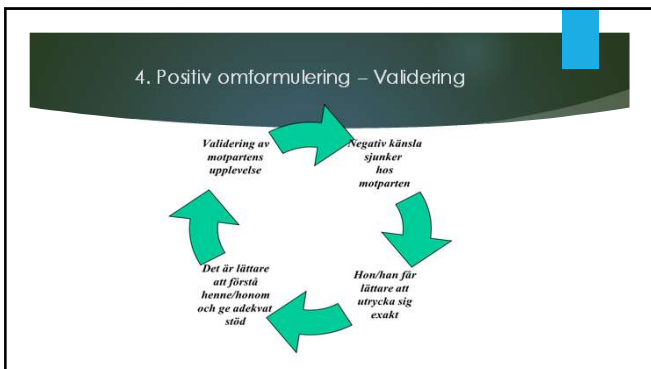 4. Positiv omformulering – Validering
Validering av
motpartens
upplevelse
Negativ känsla
sjunker
hos
motparten
Hon/han får
lättare att
utrycka sig
exakt
Det är lättare
att förstå
henne/honom
och ge adekvat
stöd